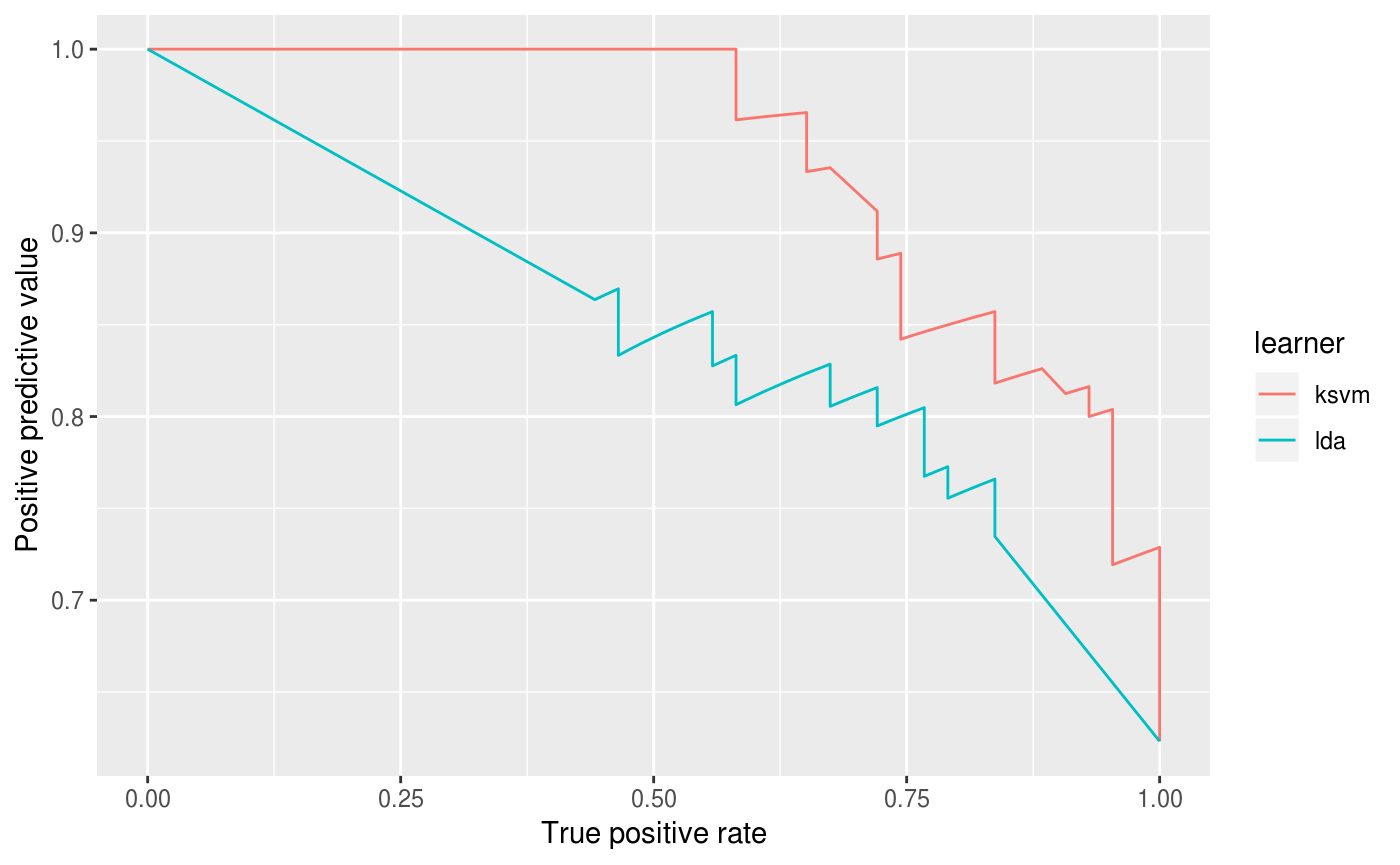 Positive predictive value
1.0
0.9
0.8
0.7
0.00 0.25 0.50 0.75 1.00
True positive rate
learner
ksvm
lda